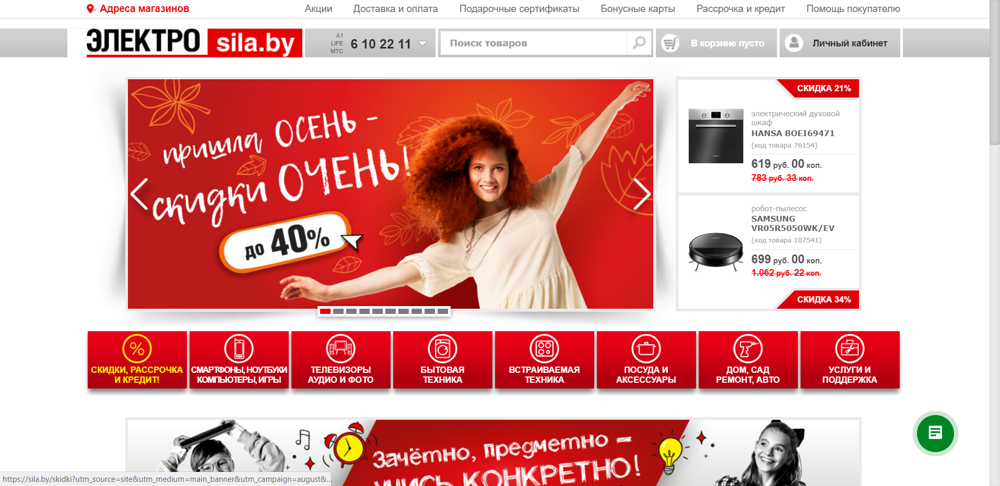 Адреса магазинов
Акции
Доставка и оплата
Подарочные сертификаты
Бонусные карты
Рассрочка и кредит
Помощь покупателю
ЭЛЕКТРО sila.by
A1
LIFE
МТС
6 10 22 11
Поиск товаров
В корзине пусто
Личный кабинет
пришла ОСЕНЬ -
скидки ОЧЕНЬ!
до 40%
СКИДКА 21%
электрический духовой
шкаф
HANSA BOEI69471
(код товара 76154)
619 руб. 00 коп.
783 руб. 33 коп.
робот-пылесос
SAMSUNG
VR05R5050WK/EV
(код товара 107541)
699 руб. 00 коп.
1.062 руб. 22 коп.
СКИДКА 34%
СКИДКИ, РАССРОЧКА
И КРЕДИТ!
СМАРТФОНЫ, НОУТБУКИ
КОМПЬЮТЕРЫ, ИГРЫ
ТЕЛЕВИЗОРЫ
АУДИО И ФОТО
БЫТОВАЯ
ТЕХНИКА
ВСТРАИВАЕМАЯ
ТЕХНИКА
ПОСУДА И
АКСЕССУАРЫ
ДОМ, САД
РЕМОНТ, АВТО
УСЛУГИ И
ПОДДЕРЖКА
Зачётно, предметно –
учись КОНКРЕТНО!
https://sila.by/skidki?utm_source=site&utm_medium=main_banner&utm_campaign=august&...